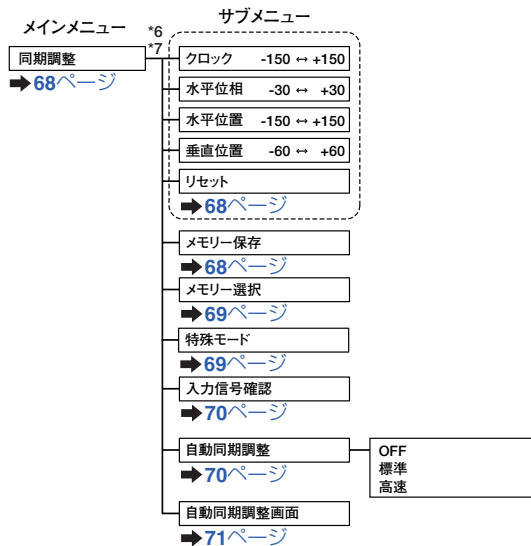 メインメニュー
*6
*7
サブメニュー
同期調整
➡68ページ
クロック -150 ↔ +150
水平位相 -30 ↔ +30
水平位置 -150 ↔ +150
垂直位置 -60 ↔ +60
リセット
➡68ページ
メモリー保存
➡68ページ
メモリー選択
➡69ページ
特殊モード
➡69ページ
入力信号確認
➡70ページ
自動同期調整
➡70ページ
OFF
標準
高速
自動同期調整画面
➡71ページ